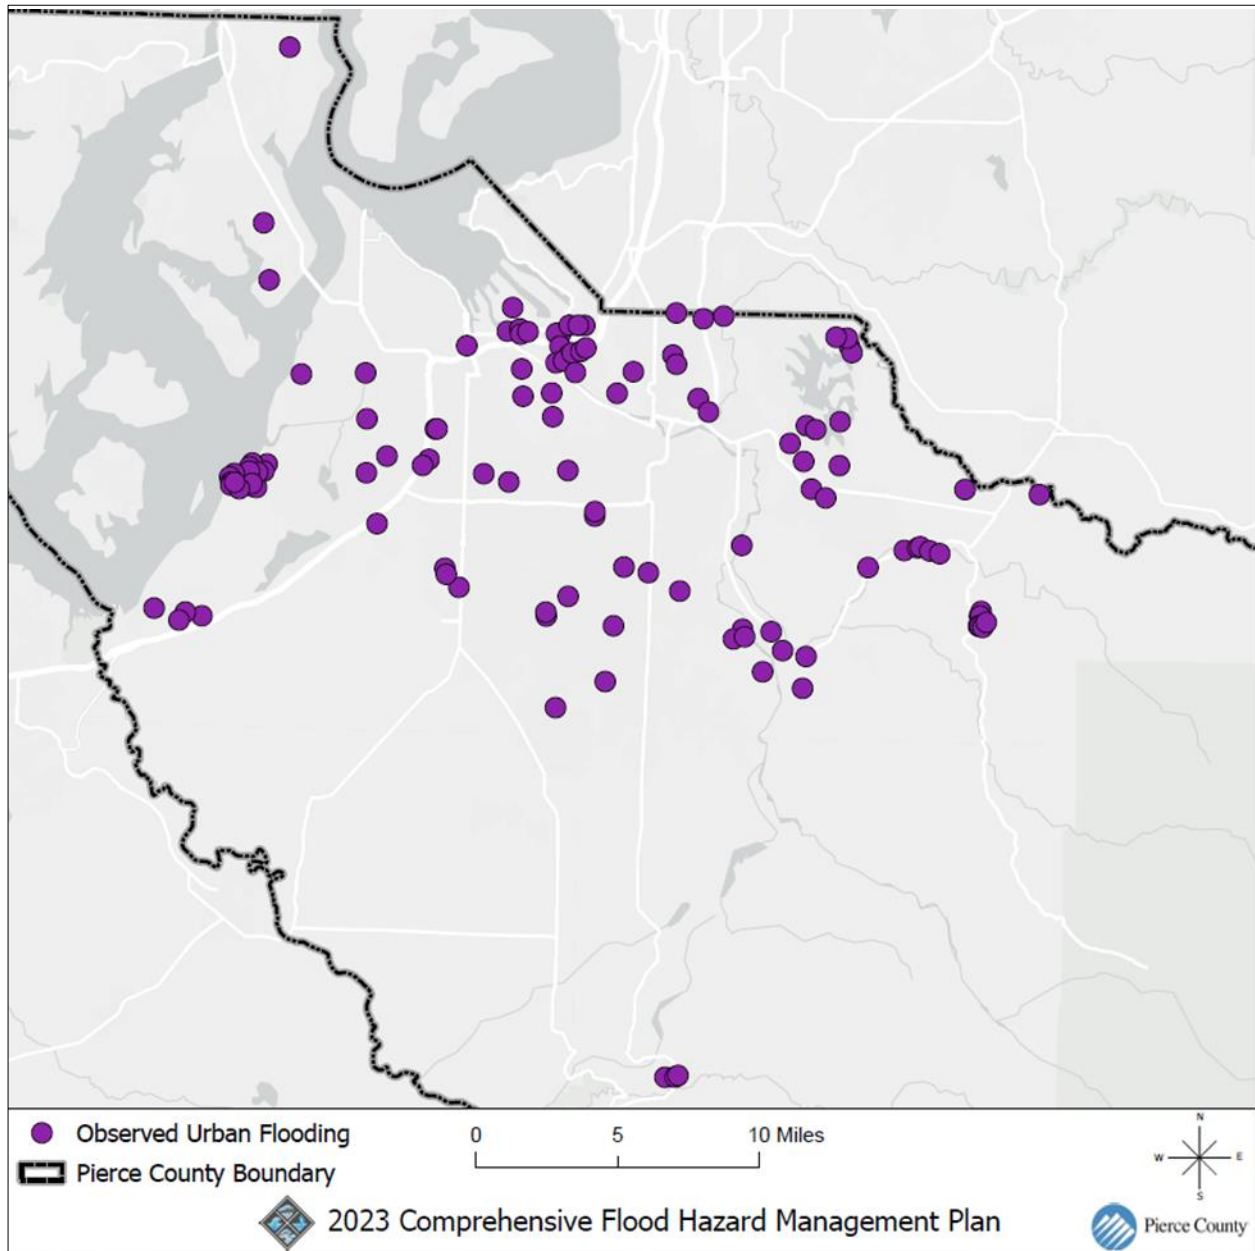 Observed Urban Flooding
Pierce County Boundary
0 5 10 Miles
N
W E
S
2023 Comprehensive Flood Hazard Management Plan
Pierce County